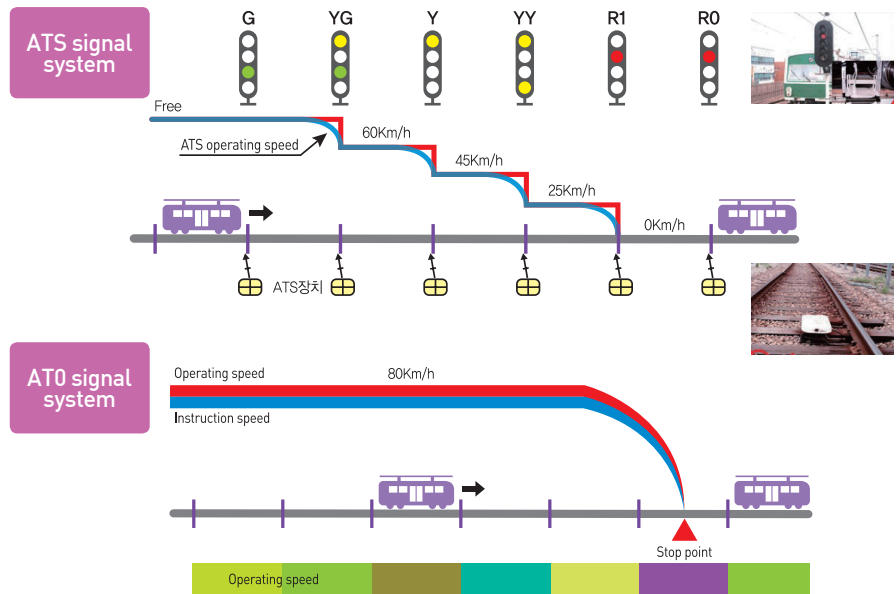 ATS signal
system
G
YG
Y
YY
R1
R0
Free
ATS operating speed
60Km/h
45Km/h
25Km/h
0Km/h
ATS장치
AT0 signal
system
Operating speed
80Km/h
Instruction speed
Stop point
Operating speed